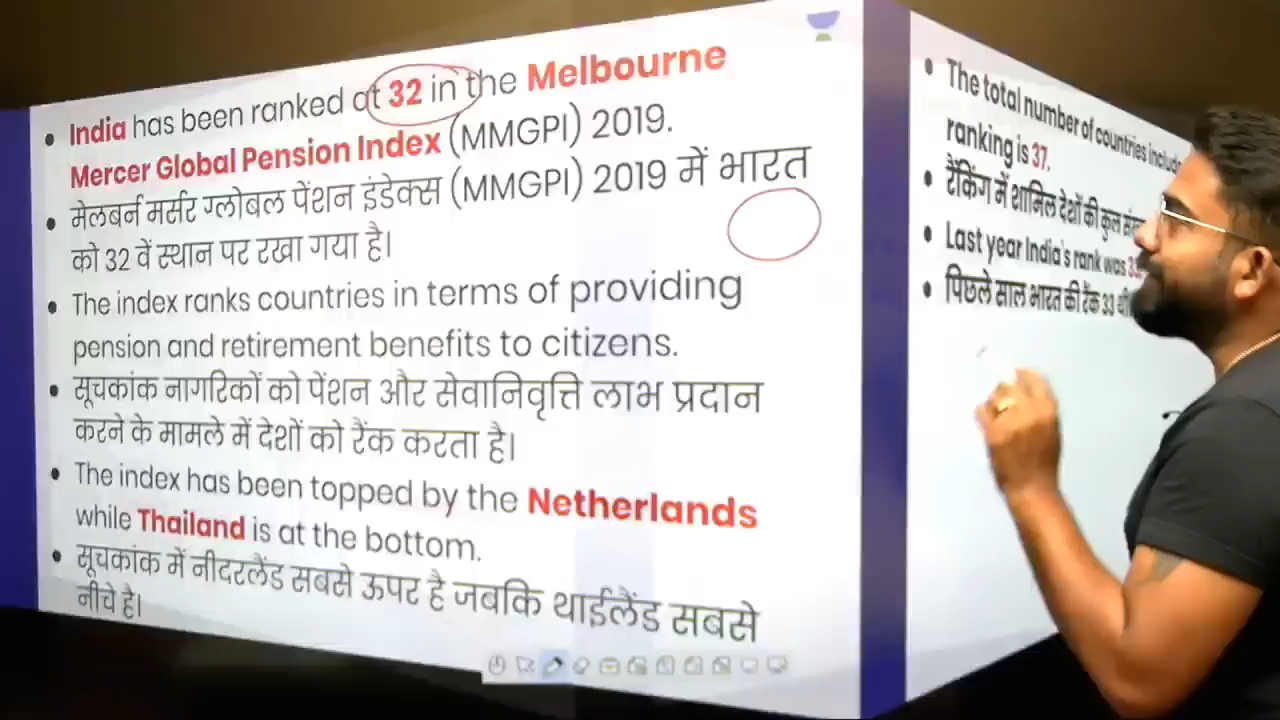 India has been ranked at 32 in the Melbourne
Mercer Global Pension Index (MMGPI) 2019.
मेलबर्न मर्सर ग्लोबल पेंशन इंडेक्स (MMGPI) 2019 में भारत
को 32 वें स्थान पर रखा गया है।
The index ranks countries in terms of providing
pension and retirement benefits to citizens.
सूचकांक नागरिकों को पेंशन और सेवानिवृत्ति लाभ प्रदान
करने के मामले में देशों को रैंक करता है।
The index has been topped by the Netherlands
while Thailand is at the bottom.
सूचकांक में नीदरलैंड सबसे ऊपर है जबकि थाईलैंड सबसे
नीचे है।
The total number of countries
ranking is 37.
रैंकिंग में शामिल देशों की कुल
Last year India's rank was
पिछले साल भारत की रैंक 33 थी